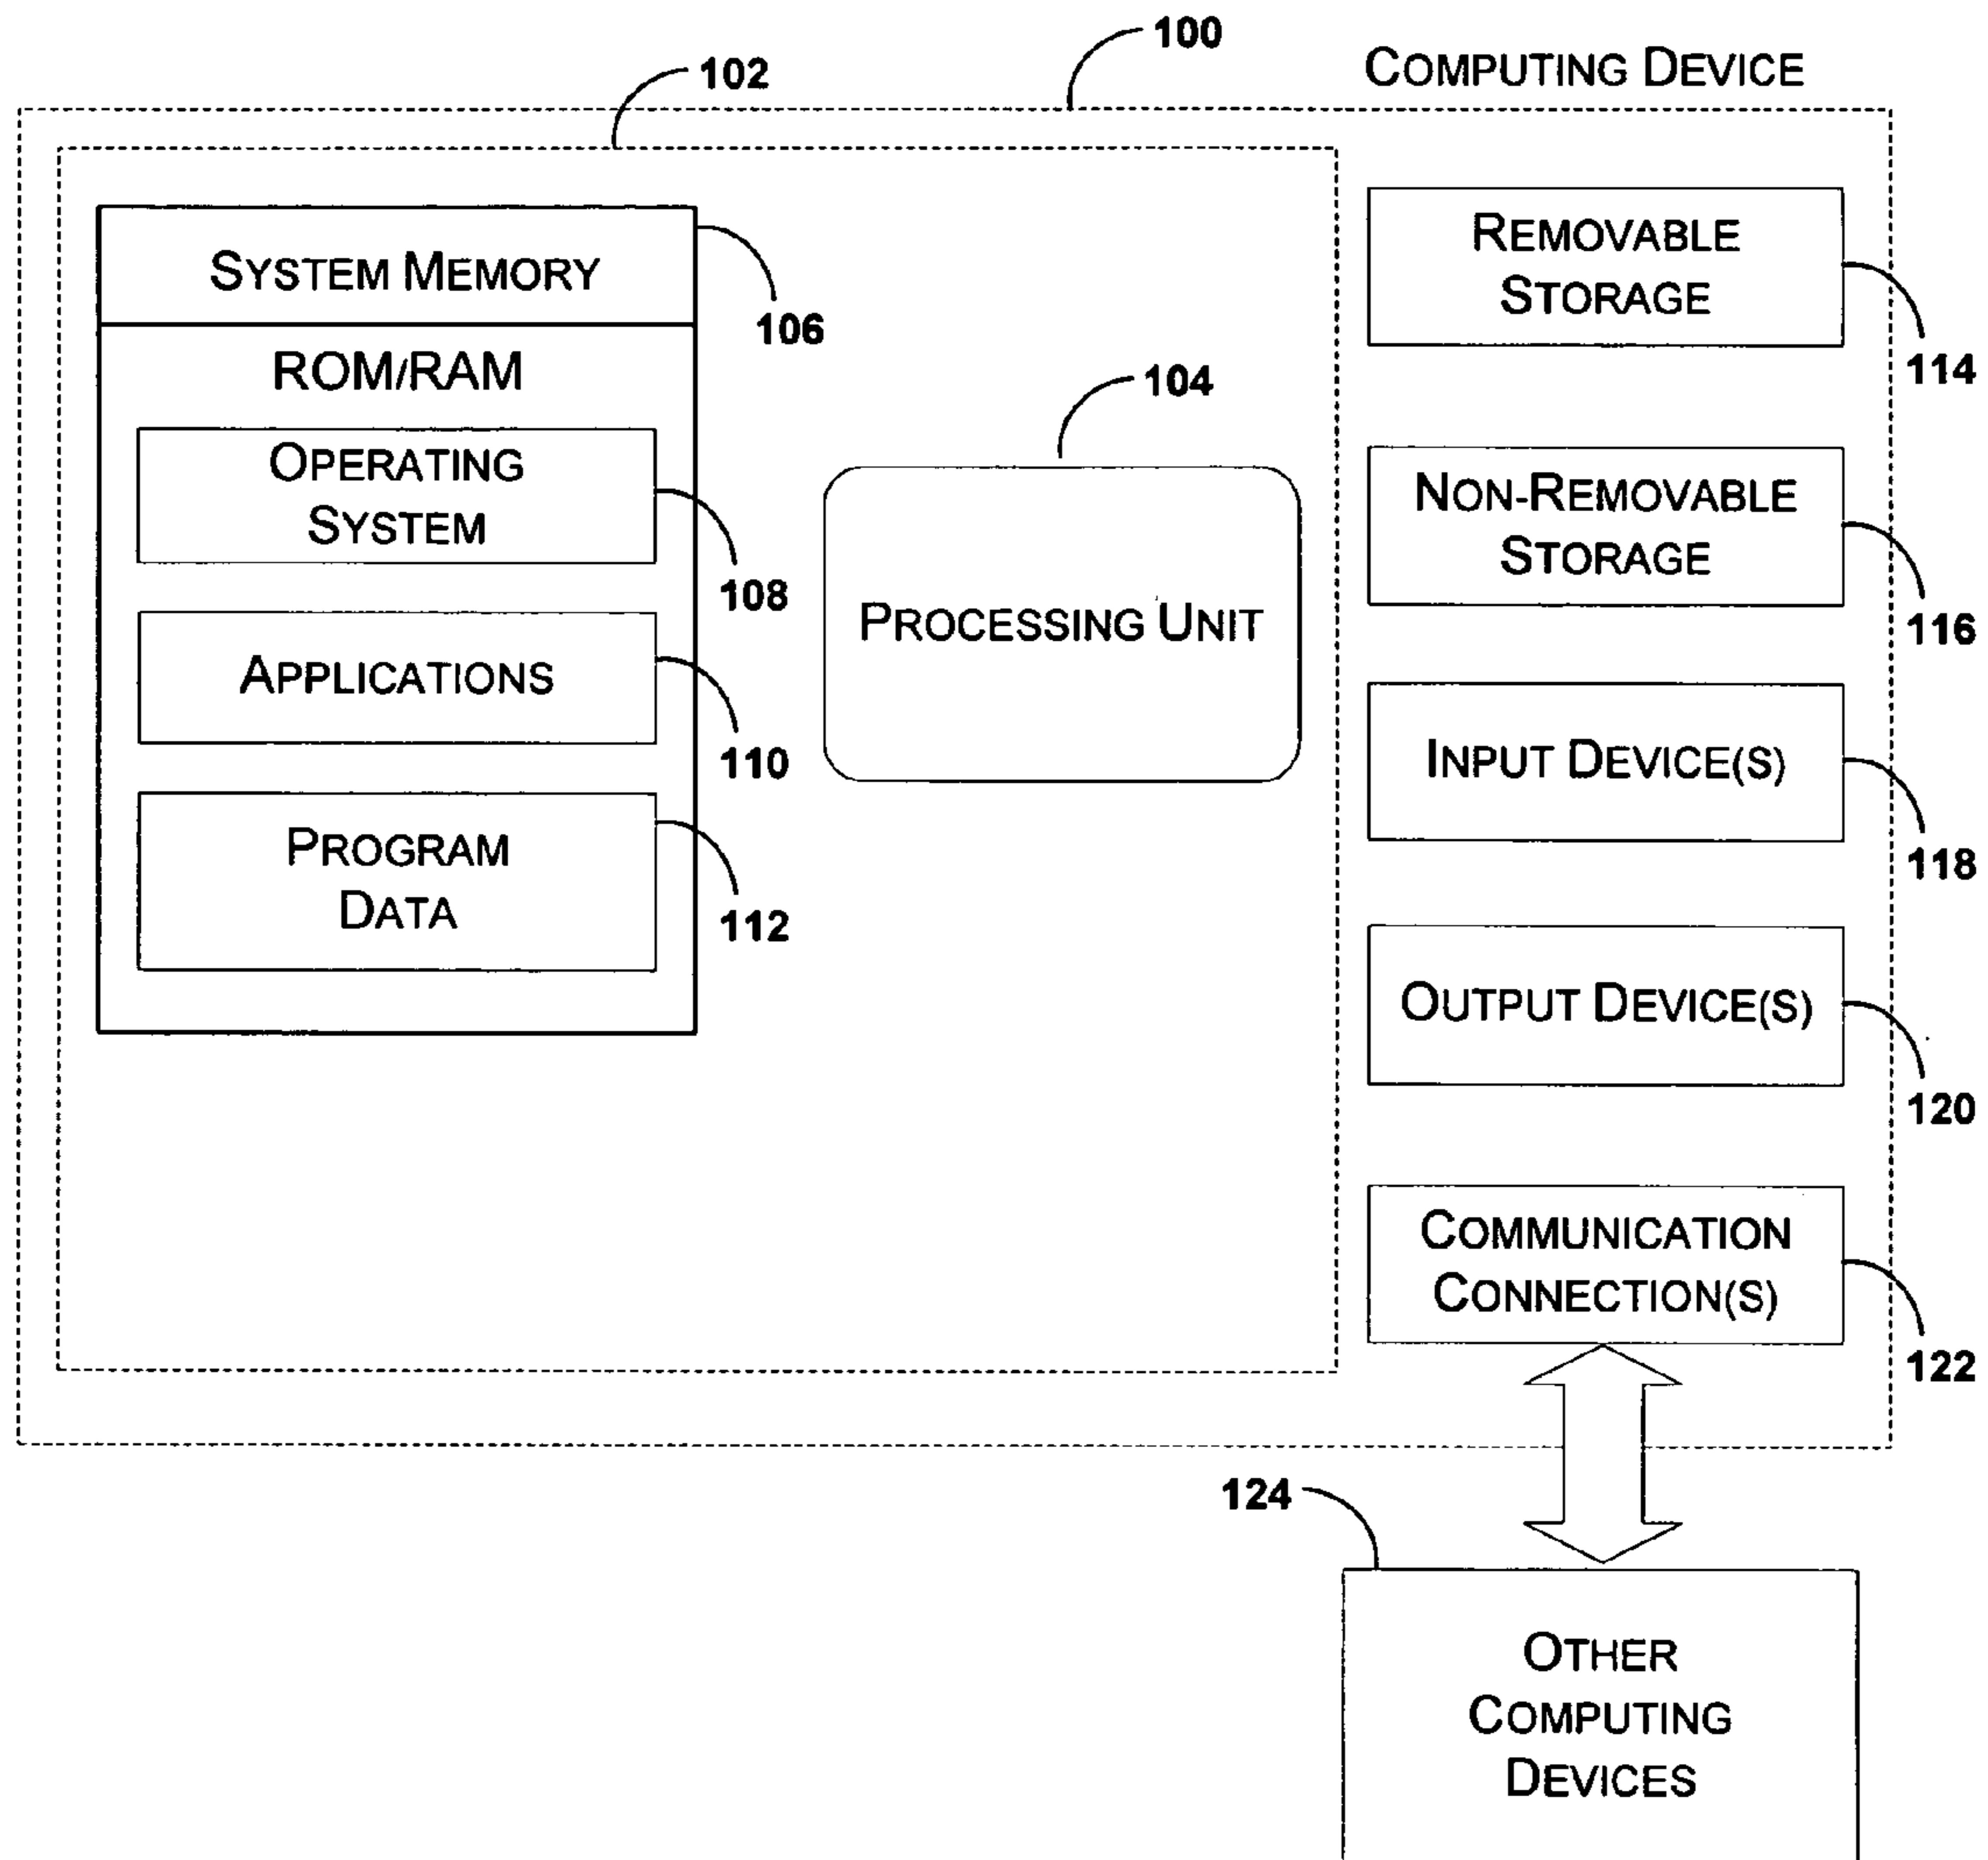 100
COMPUTING DEVICE
102
SYSTEM MEMORY
106
ROM/RAM
OPERATING
SYSTEM
108
APPLICATIONS
110
PROGRAM
DATA
112
104
PROCESSING UNIT
REMOVABLE
STORAGE
114
NON-REMOVABLE
STORAGE
116
INPUT DEVICE(S)
118
OUTPUT DEVICE(S)
120
COMMUNICATION
CONNECTION(S)
122
124
OTHER
COMPUTING
DEVICES